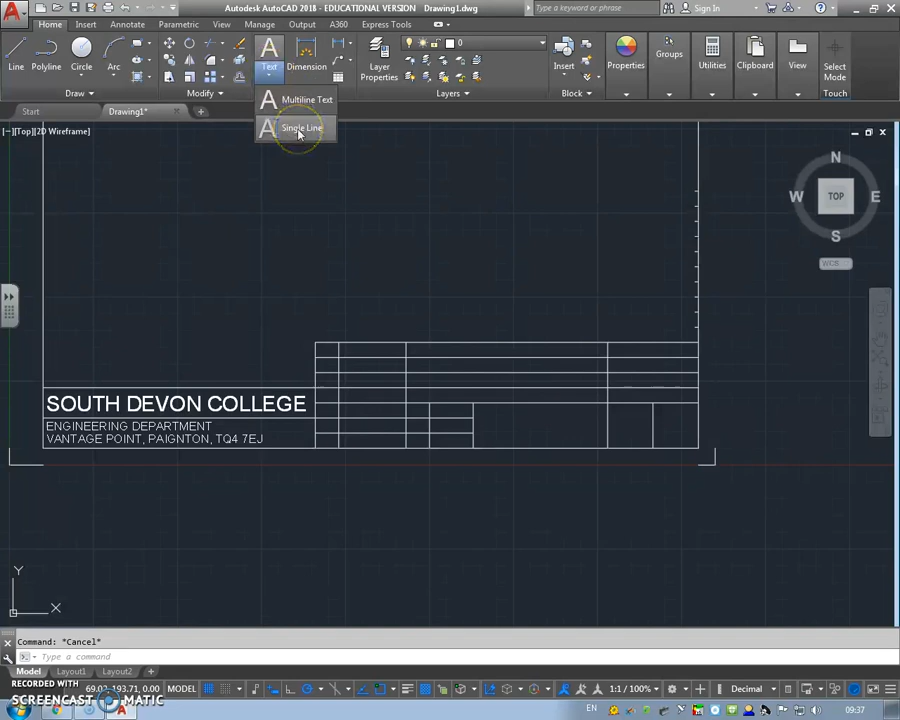 Autodesk AutoCAD 2018 - EDUCATIONAL VERSION Drawing1.dwg
Type a keyword or phrase
Sign In
Home Insert Annotate Parametric View Manage Output A360 Express Tools
Line Polyline Circle Arc
Text Dimension
Layer Properties
0
Insert
Properties
Groups
Utilities
Clipboard
View
Select Mode
Draw Modify Layers Block Touch
Multiline Text
Single Line
Start Drawing1*
[−][Top][2D Wireframe]
N
W TOP E
S
WCS
SOUTH DEVON COLLEGE
ENGINEERING DEPARTMENT
VANTAGE POINT, PAIGNTON, TQ4 7EJ
Y
X
Command: *Cancel*
Type a command
Model Layout1 Layout2
RECORDED WITH
SCREENCAST MATIC
MODEL
1:1 / 100%
Decimal
EN
09:37